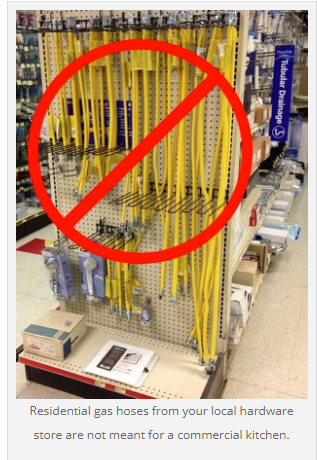 Tubular Drainage
Residential gas hoses from your local hardware
store are not meant for a commercial kitchen.